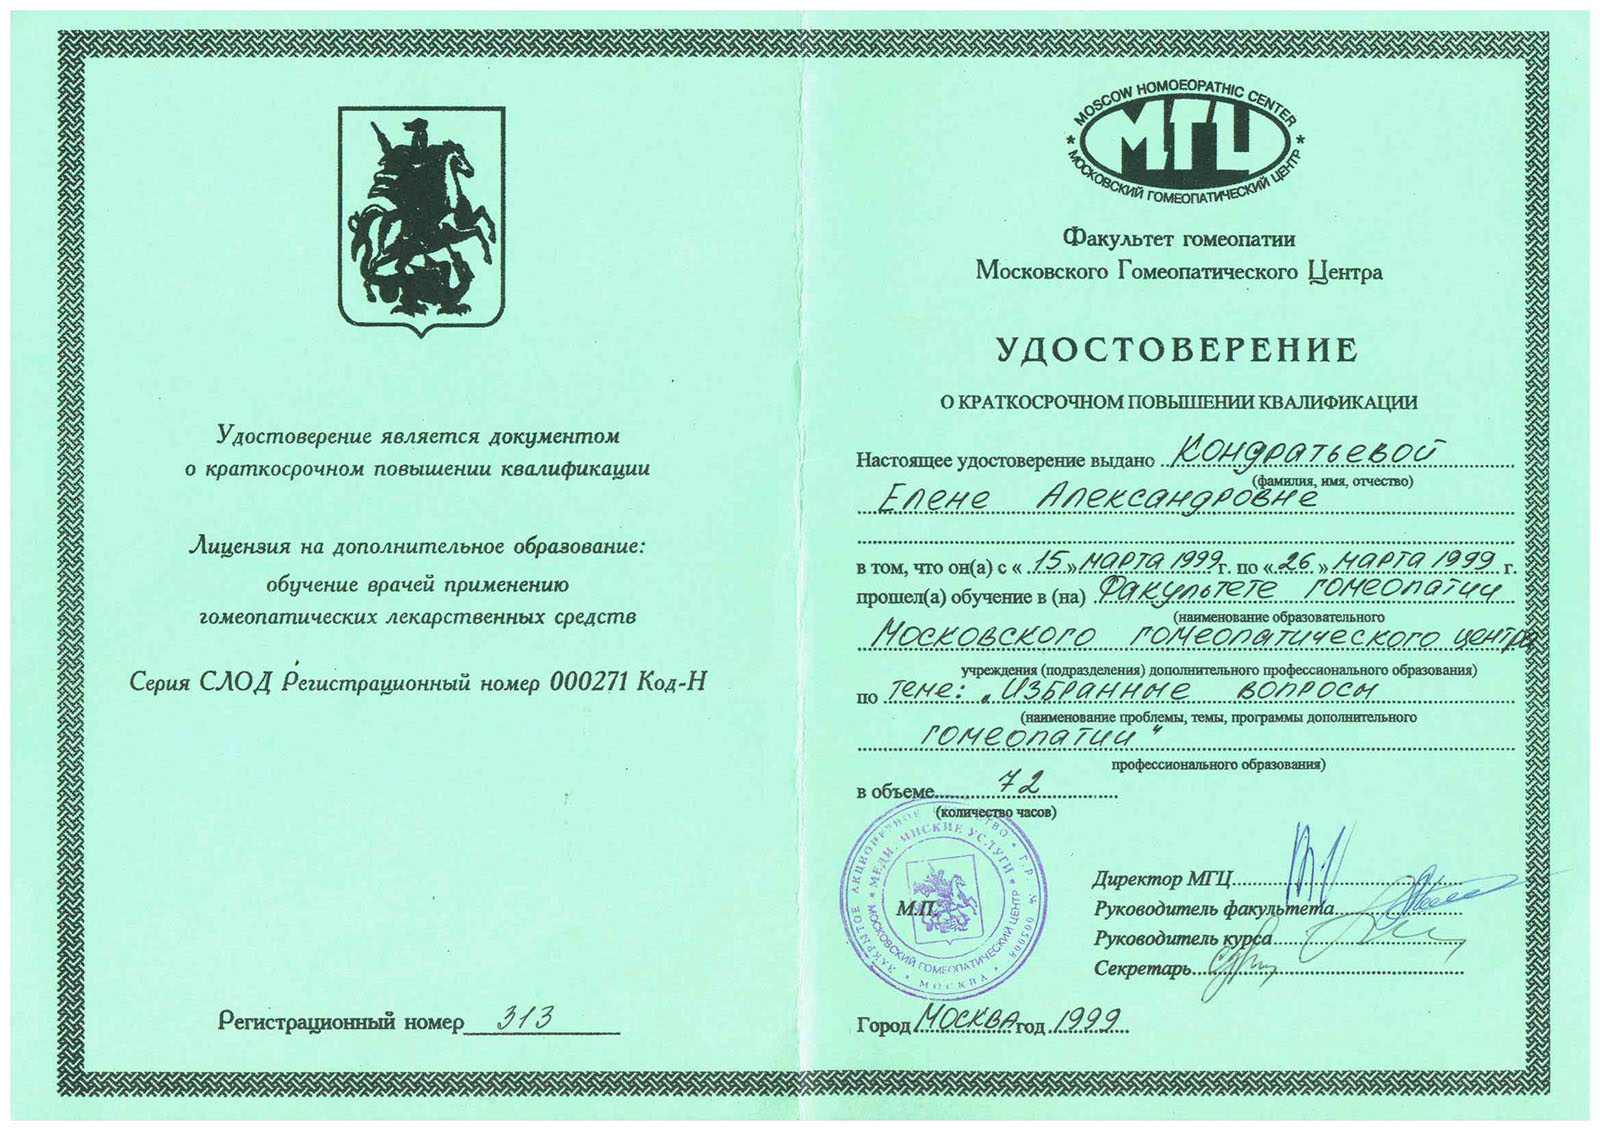 Удостоверение является документом
о краткосрочном повышении квалификации
Лицензия на дополнительное образование:
обучение врачей применению
гомеопатических лекарственных средств
Серия СЛОД Регистрационный номер 000271 Код-Н
Регистрационный номер 313
MOSCOW HOMOEOPATHIC CENTER
МГЦ
* МОСКОВСКИЙ ГОМЕОПАТИЧЕСКИЙ ЦЕНТР *
Факультет гомеопатии
Московского Гомеопатического Центра
УДОСТОВЕРЕНИЕ
О КРАТКОСРОЧНОМ ПОВЫШЕНИИ КВАЛИФИКАЦИИ
Настоящее удостоверение выдано Кондратьевой
(фамилия, имя, отчество)
Елене Александровне
в том, что он(а) с « 15 » марта 1999 г. по « 26 » марта 1999 г.
прошел(а) обучение в (на) Факультете гомеопатии
(наименование образовательного
Московского гомеопатического центра
учреждения (подразделения) дополнительного профессионального образования)
по теме: „Избранные вопросы
(наименование проблемы, темы, программы дополнительного
гомеопатии"
профессионального образования)
в объеме 72
(количество часов)
ЗАКРЫТОЕ АКЦИОНЕРНОЕ
МОСКВА
УСЛУГИ
МОСКОВСКИЙ ГОМЕОПАТИЧЕСКИЙ ЦЕНТР
М.П.
Директор МГЦ
Руководитель факультета
Руководитель курса
Секретарь
Город Москва год 1999